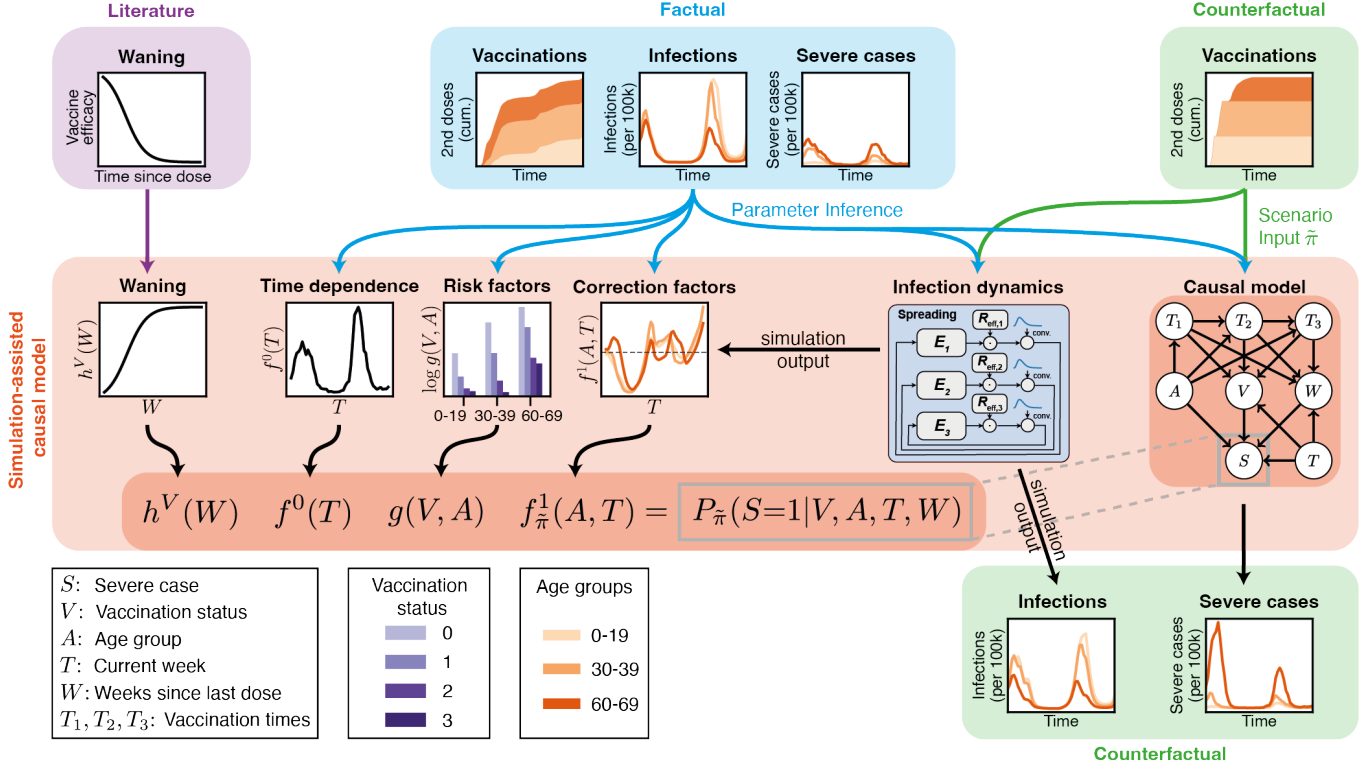 Literature
Factual
Counterfactual
Waning
Vaccine
efficacy
Time since dose
Vaccinations
2nd doses
(cum.)
Time
Infections
Infections
(per 100k)
Time
Severe cases
Severe cases
(per 100k)
Time
Vaccinations
2nd doses
(cum.)
Time
Parameter Inference
Scenario
Input π̃
Simulation-assisted
causal model
Waning
h^V(W)
W
Time dependence
f^0(T)
T
Risk factors
log g(V, A)
0-19 30-39 60-69
Correction factors
f^1(A, T)
T
simulation
output
Infection dynamics
Spreading
R_eff,1
conv.
E_1
R_eff,2
conv.
E_2
R_eff,3
conv.
E_3
Causal model
T_1 T_2 T_3
A V W
S T
h^V(W) f^0(T) g(V, A) f^1_π̃(A, T) = P_π̃(S=1|V, A, T, W)
simulation
output
S: Severe case
V: Vaccination status
A: Age group
T: Current week
W: Weeks since last dose
T_1, T_2, T_3: Vaccination times
Vaccination
status
0
1
2
3
Age groups
0-19
30-39
60-69
Infections
Infections
(per 100k)
Time
Severe cases
Severe cases
(per 100k)
Time
Counterfactual